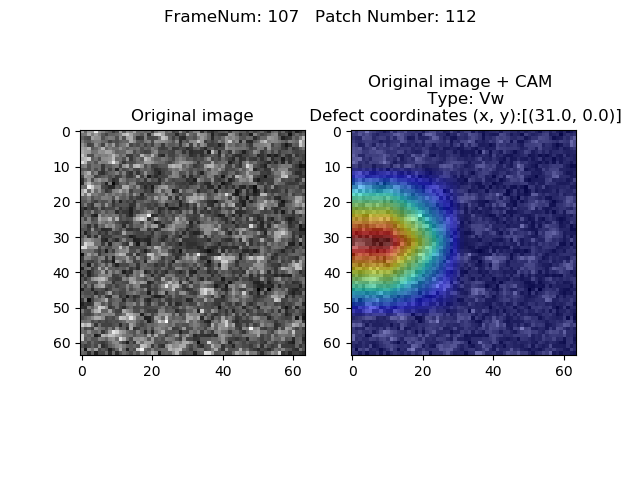 FrameNum: 107   Patch Number: 112
Original image
Original image + CAM
Type: Vw
Defect coordinates (x, y):[(31.0, 0.0)]
0
10
20
30
40
50
60
0 20 40 60
0
10
20
30
40
50
60
0 20 40 60